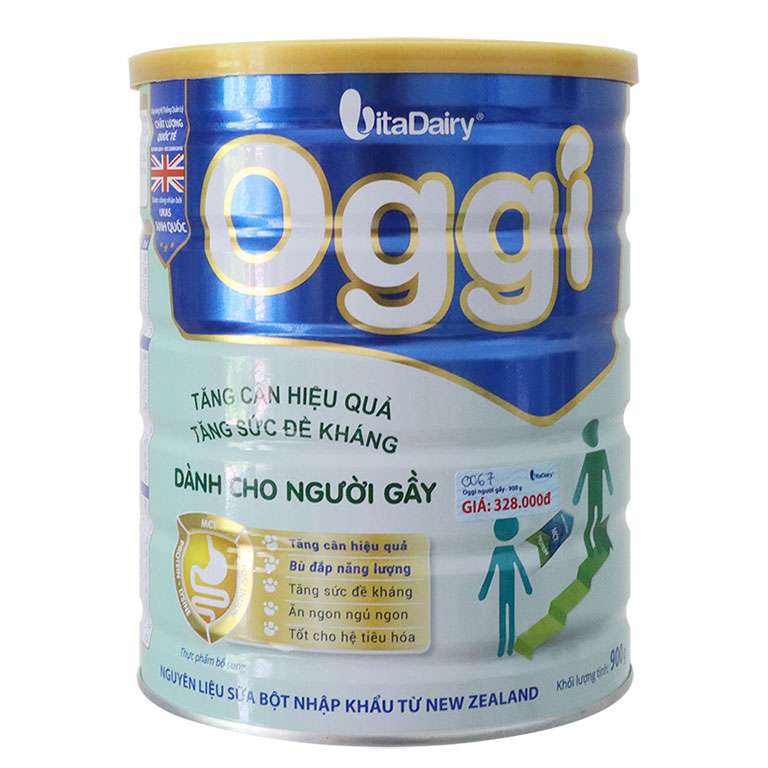 VitaDairy®
Oggi
CHẤT LƯỢNG
QUỐC TẾ
UKAS
ANH QUỐC
TĂNG CÂN HIỆU QUẢ
TĂNG SỨC ĐỀ KHÁNG
DÀNH CHO NGƯỜI GẦY
0067
VitaDairy
Oggi người gầy - 900 g
GIÁ: 328.000đ
PROTEIN
Tăng cân hiệu quả
Bù đắp năng lượng
Tăng sức đề kháng
Ăn ngon ngủ ngon
Tốt cho hệ tiêu hóa
Thực phẩm bổ sung
Khối lượng tịnh: 900 g
NGUYÊN LIỆU SỮA BỘT NHẬP KHẨU TỪ NEW ZEALAND